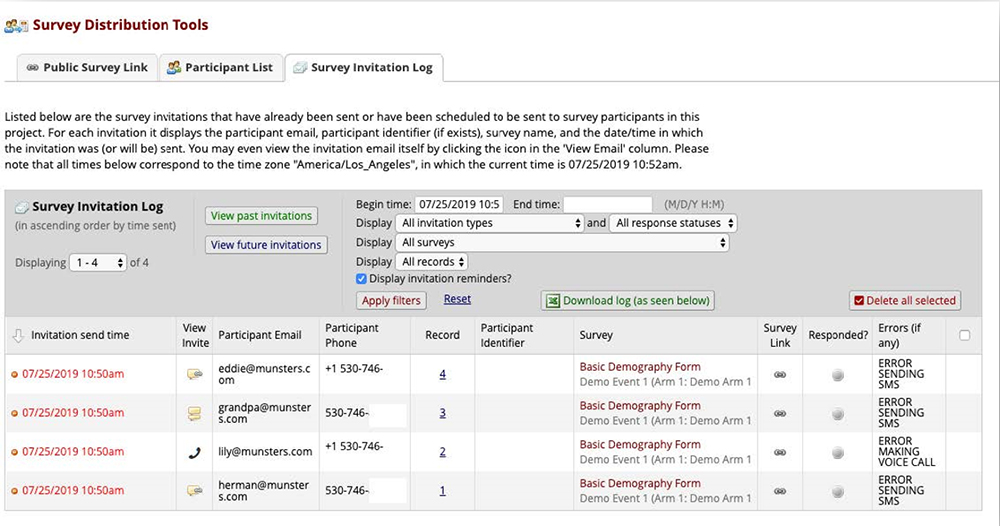 Survey Distribution Tools
Public Survey Link
Participant List
Survey Invitation Log
Listed below are the survey invitations that have already been sent or have been scheduled to be sent to survey participants in this
project. For each invitation it displays the participant email, participant identifier (if exists), survey name, and the date/time in which
the invitation was (or will be) sent. You may even view the invitation email itself by clicking the icon in the 'View Email' column. Please
note that all times below correspond to the time zone "America/Los_Angeles", in which the current time is 07/25/2019 10:52am.
Survey Invitation Log
(in ascending order by time sent)
Displaying 1 - 4 of 4
View past invitations
View future invitations
Begin time: 07/25/2019 10:5 End time: (M/D/Y H:M)
Display All invitation types and All response statuses
Display All surveys
Display All records
Display invitation reminders?
Apply filters Reset Download log (as seen below) Delete all selected
Invitation send time
View
Invite
Participant Email
Participant
Phone
Record
Participant
Identifier
Survey
Survey
Link
Responded?
Errors (if
any)
07/25/2019 10:50am
eddie@munsters.c
om
+1 530-746-
4
Basic Demography Form
Demo Event 1 (Arm 1: Demo Arm 1
ERROR
SENDING
SMS
07/25/2019 10:50am
grandpa@munster
s.com
530-746-
3
Basic Demography Form
Demo Event 1 (Arm 1: Demo Arm 1
ERROR
SENDING
SMS
07/25/2019 10:50am
lily@munsters.com
+1 530-746-
2
Basic Demography Form
Demo Event 1 (Arm 1: Demo Arm 1
ERROR
MAKING
VOICE CALL
07/25/2019 10:50am
herman@munster
s.com
530-746-
1
Basic Demography Form
Demo Event 1 (Arm 1: Demo Arm 1
ERROR
SENDING
SMS